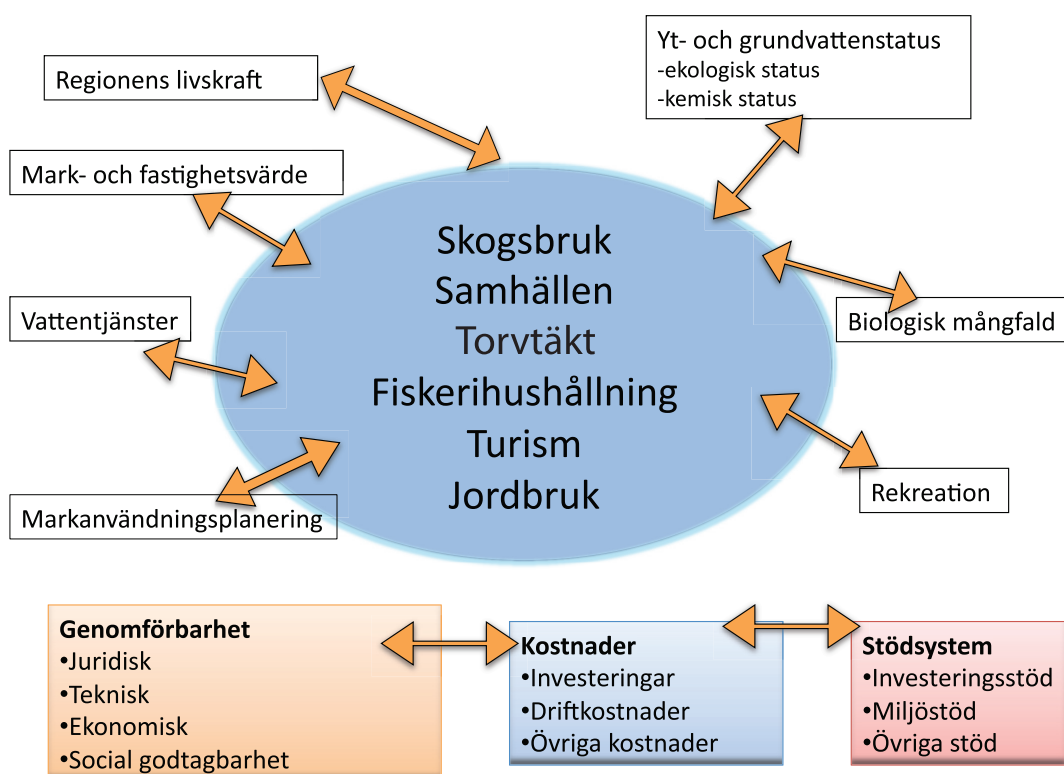 Regionens livskraft
Yt- och grundvattenstatus
-ekologisk status
-kemisk status
Mark- och fastighetsvärde
Skogsbruk
Samhällen
Torvtäkt
Fiskerihushållning
Turism
Jordbruk
Vattentjänster
Biologisk mångfald
Markanvändningsplanering
Rekreation
Genomförbarhet
•Juridisk
•Teknisk
•Ekonomisk
•Social godtagbarhet
Kostnader
•Investeringar
•Driftkostnader
•Övriga kostnader
Stödsystem
•Investeringsstöd
•Miljöstöd
•Övriga stöd